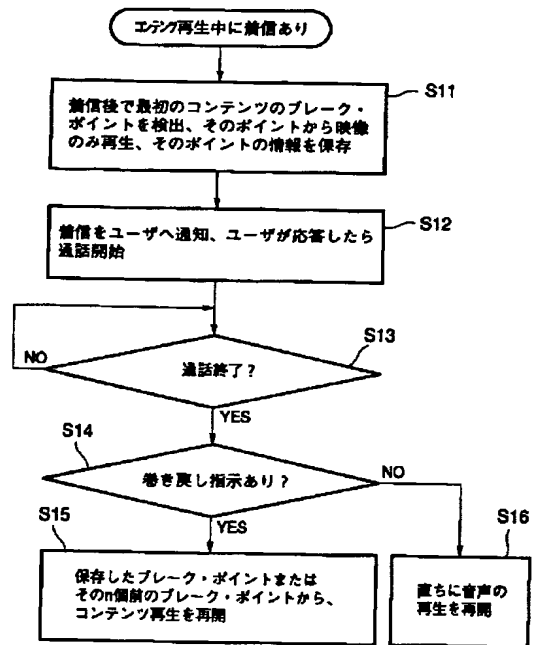 コンテンツ再生中に着信あり
S11
着信後で最初のコンテンツのブレーク・
ポイントを検出、そのポイントから映像
のみ再生、そのポイントの情報を保存
S12
着信をユーザへ通知、ユーザが応答したら
通話開始
S13
NO
通話終了？
YES
S14
巻き戻し指示あり？
NO
YES
S15
保存したブレーク・ポイントまたは
そのn個前のブレーク・ポイントから、
コンテンツ再生を再開
S16
直ちに音声の
再生を再開